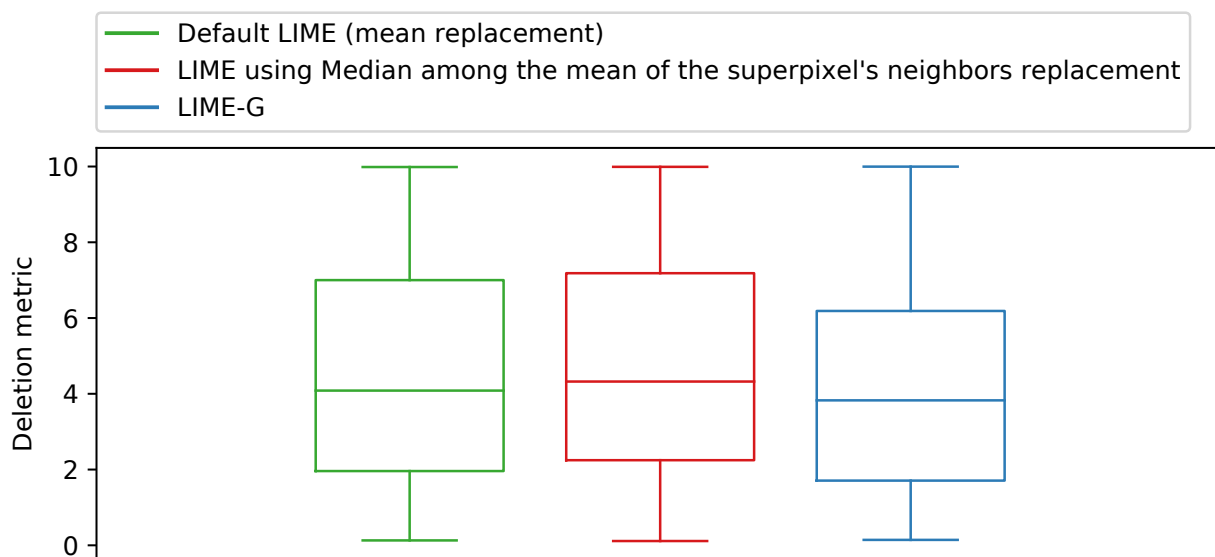 Default LIME (mean replacement)
LIME using Median among the mean of the superpixel's neighbors replacement
LIME-G
10
8
6
4
2
0
Deletion metric